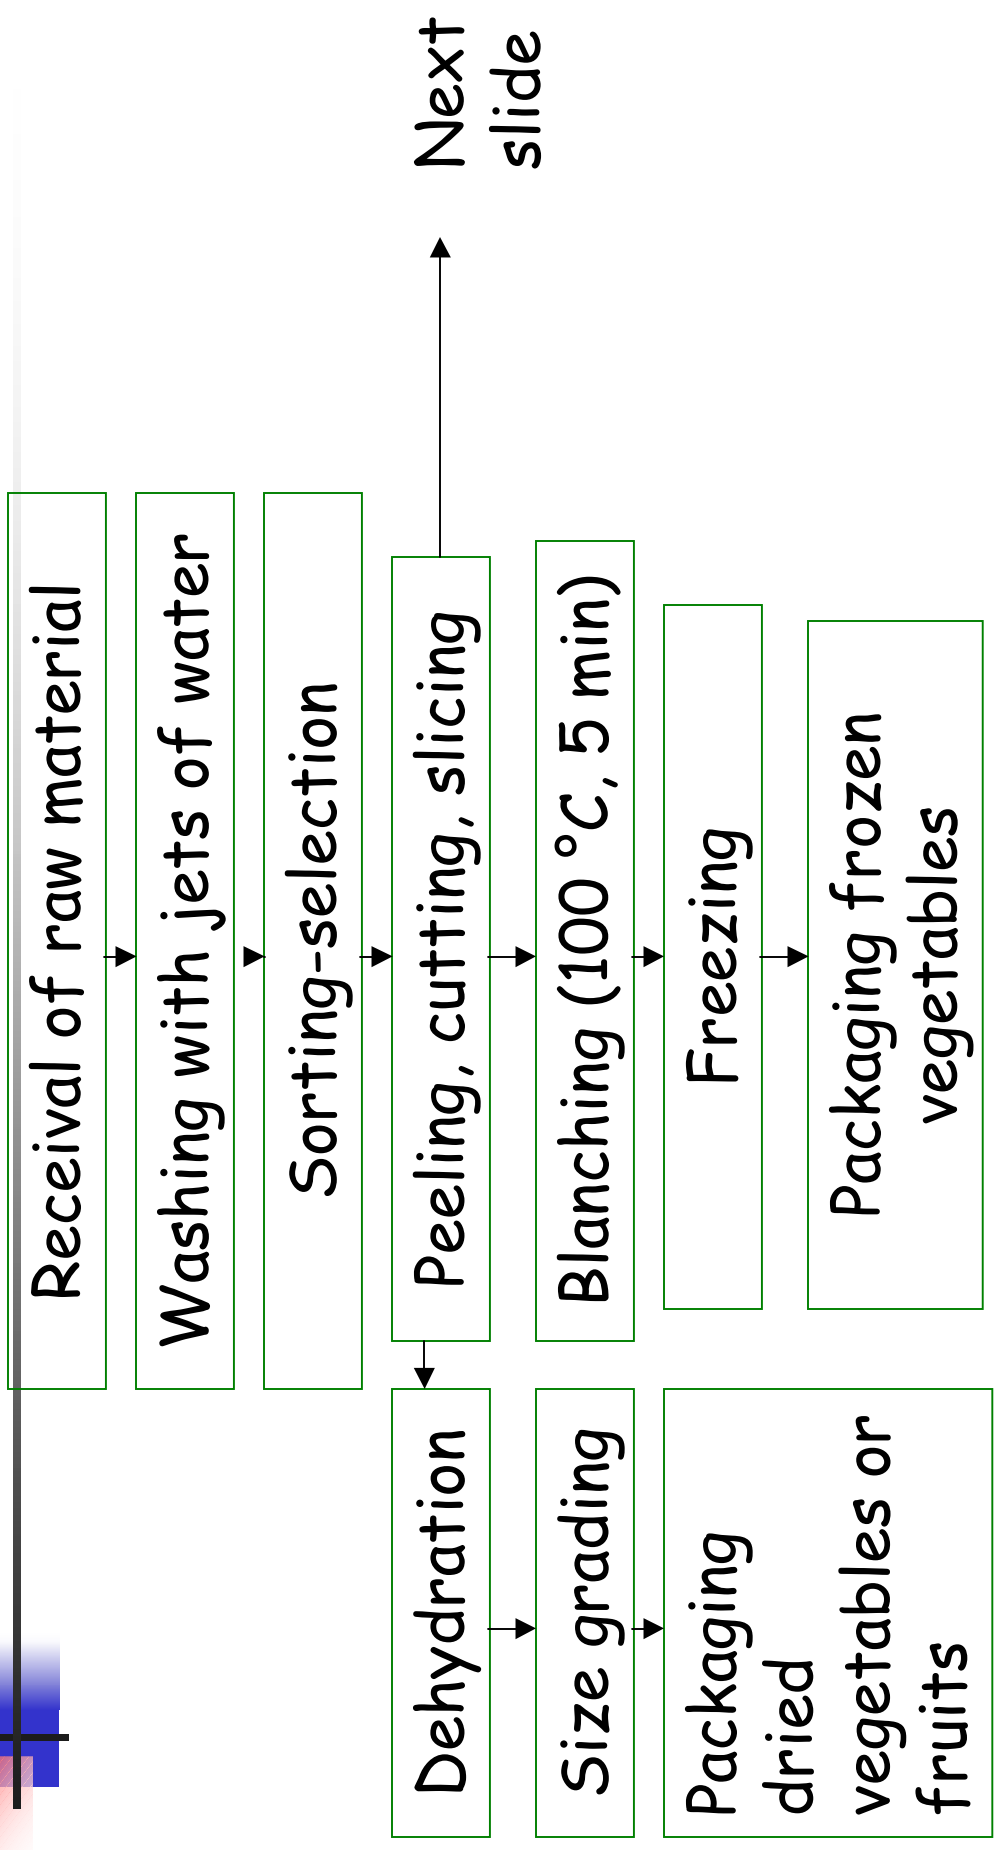 Receival of raw material
Washing with jets of water
Sorting-selection
Peeling, cutting, slicing
Next
slide
Dehydration
Blanching (100 °C, 5 min)
Size grading
Freezing
Packaging
dried
vegetables or
fruits
Packaging frozen
vegetables